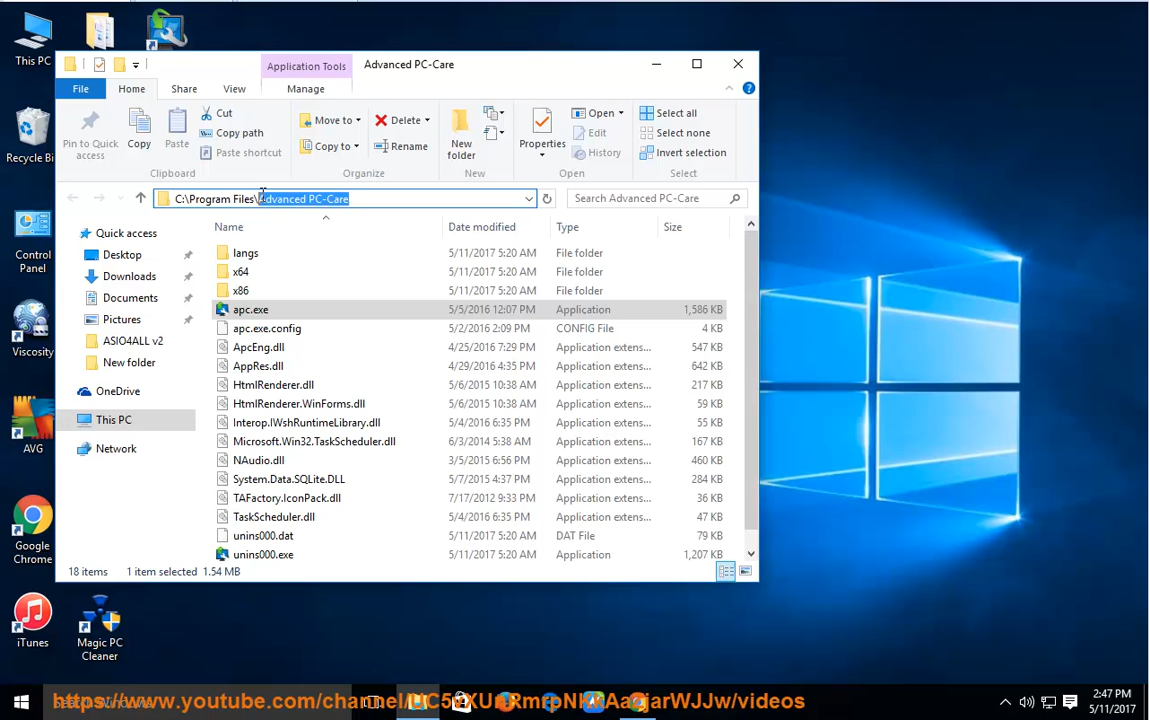 This PC
Recycle Bi
Control
Panel
Viscosity
AVG
Google
Chrome
iTunes
Magic PC
Cleaner
Application Tools
Advanced PC-Care
File
Home
Share
View
Manage
Pin to Quick
access
Copy
Paste
Cut
Copy path
Paste shortcut
Clipboard
Move to
Copy to
Delete
Rename
Organize
New
folder
New
Properties
Open
Edit
History
Open
Select all
Select none
Invert selection
Select
C:\Program Files\Advanced PC-Care
Search Advanced PC-Care
Quick access
Desktop
Downloads
Documents
Pictures
ASIO4ALL v2
New folder
OneDrive
This PC
Network
Name Date modified Type Size
langs 5/11/2017 5:20 AM File folder
x64 5/11/2017 5:20 AM File folder
x86 5/11/2017 5:20 AM File folder
apc.exe 5/5/2016 12:07 PM Application 1,586 KB
apc.exe.config 5/2/2016 2:09 PM CONFIG File 4 KB
ApcEng.dll 4/25/2016 7:29 PM Application extens... 547 KB
AppRes.dll 4/29/2016 4:35 PM Application extens... 642 KB
HtmlRenderer.dll 5/6/2015 10:38 AM Application extens... 217 KB
HtmlRenderer.WinForms.dll 5/6/2015 10:38 AM Application extens... 59 KB
Interop.IWshRuntimeLibrary.dll 5/4/2016 6:35 PM Application extens... 55 KB
Microsoft.Win32.TaskScheduler.dll 6/3/2014 5:38 AM Application extens... 167 KB
NAudio.dll 3/5/2015 6:56 PM Application extens... 460 KB
System.Data.SQLite.DLL 5/7/2015 4:37 PM Application extens... 284 KB
TAFactory.IconPack.dll 7/17/2012 9:33 PM Application extens... 36 KB
TaskScheduler.dll 5/4/2016 6:35 PM Application extens... 47 KB
unins000.dat 5/11/2017 5:20 AM DAT File 79 KB
unins000.exe 5/11/2017 5:20 AM Application 1,207 KB
18 items 1 item selected 1.54 MB
2:47 PM
5/11/2017